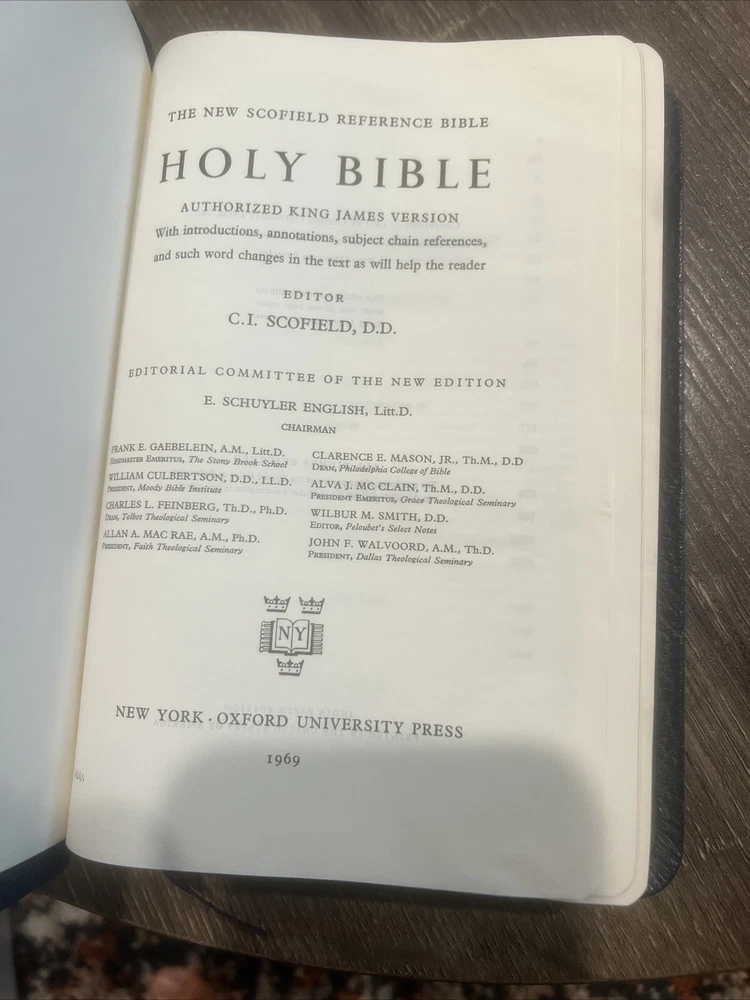 THE NEW SCOFIELD REFERENCE BIBLE
HOLY BIBLE
AUTHORIZED KING JAMES VERSION
With introductions, annotations, subject chain references,
and such word changes in the text as will help the reader
EDITOR
C.I. SCOFIELD, D.D.
EDITORIAL COMMITTEE OF THE NEW EDITION
E. SCHUYLER ENGLISH, Litt.D.
CHAIRMAN
FRANK E. GAEBELEIN, A.M., Litt.D.
HEADMASTER EMERITUS, The Stony Brook School
WILLIAM CULBERTSON, D.D., LL.D.
PRESIDENT, Moody Bible Institute
CHARLES L. FEINBERG, Th.D., Ph.D.
DEAN, Talbot Theological Seminary
ALLAN A. MAC RAE, A.M., Ph.D.
PRESIDENT, Faith Theological Seminary
CLARENCE E. MASON, JR., Th.M., D.D
DEAN, Philadelphia College of Bible
ALVA J. MC CLAIN, Th.M., D.D.
PRESIDENT EMERITUS, Grace Theological Seminary
WILBUR M. SMITH, D.D.
EDITOR, Peloubet's Select Notes
JOHN F. WALVOORD, A.M., Th.D.
PRESIDENT, Dallas Theological Seminary
NY
NEW YORK · OXFORD UNIVERSITY PRESS
1969